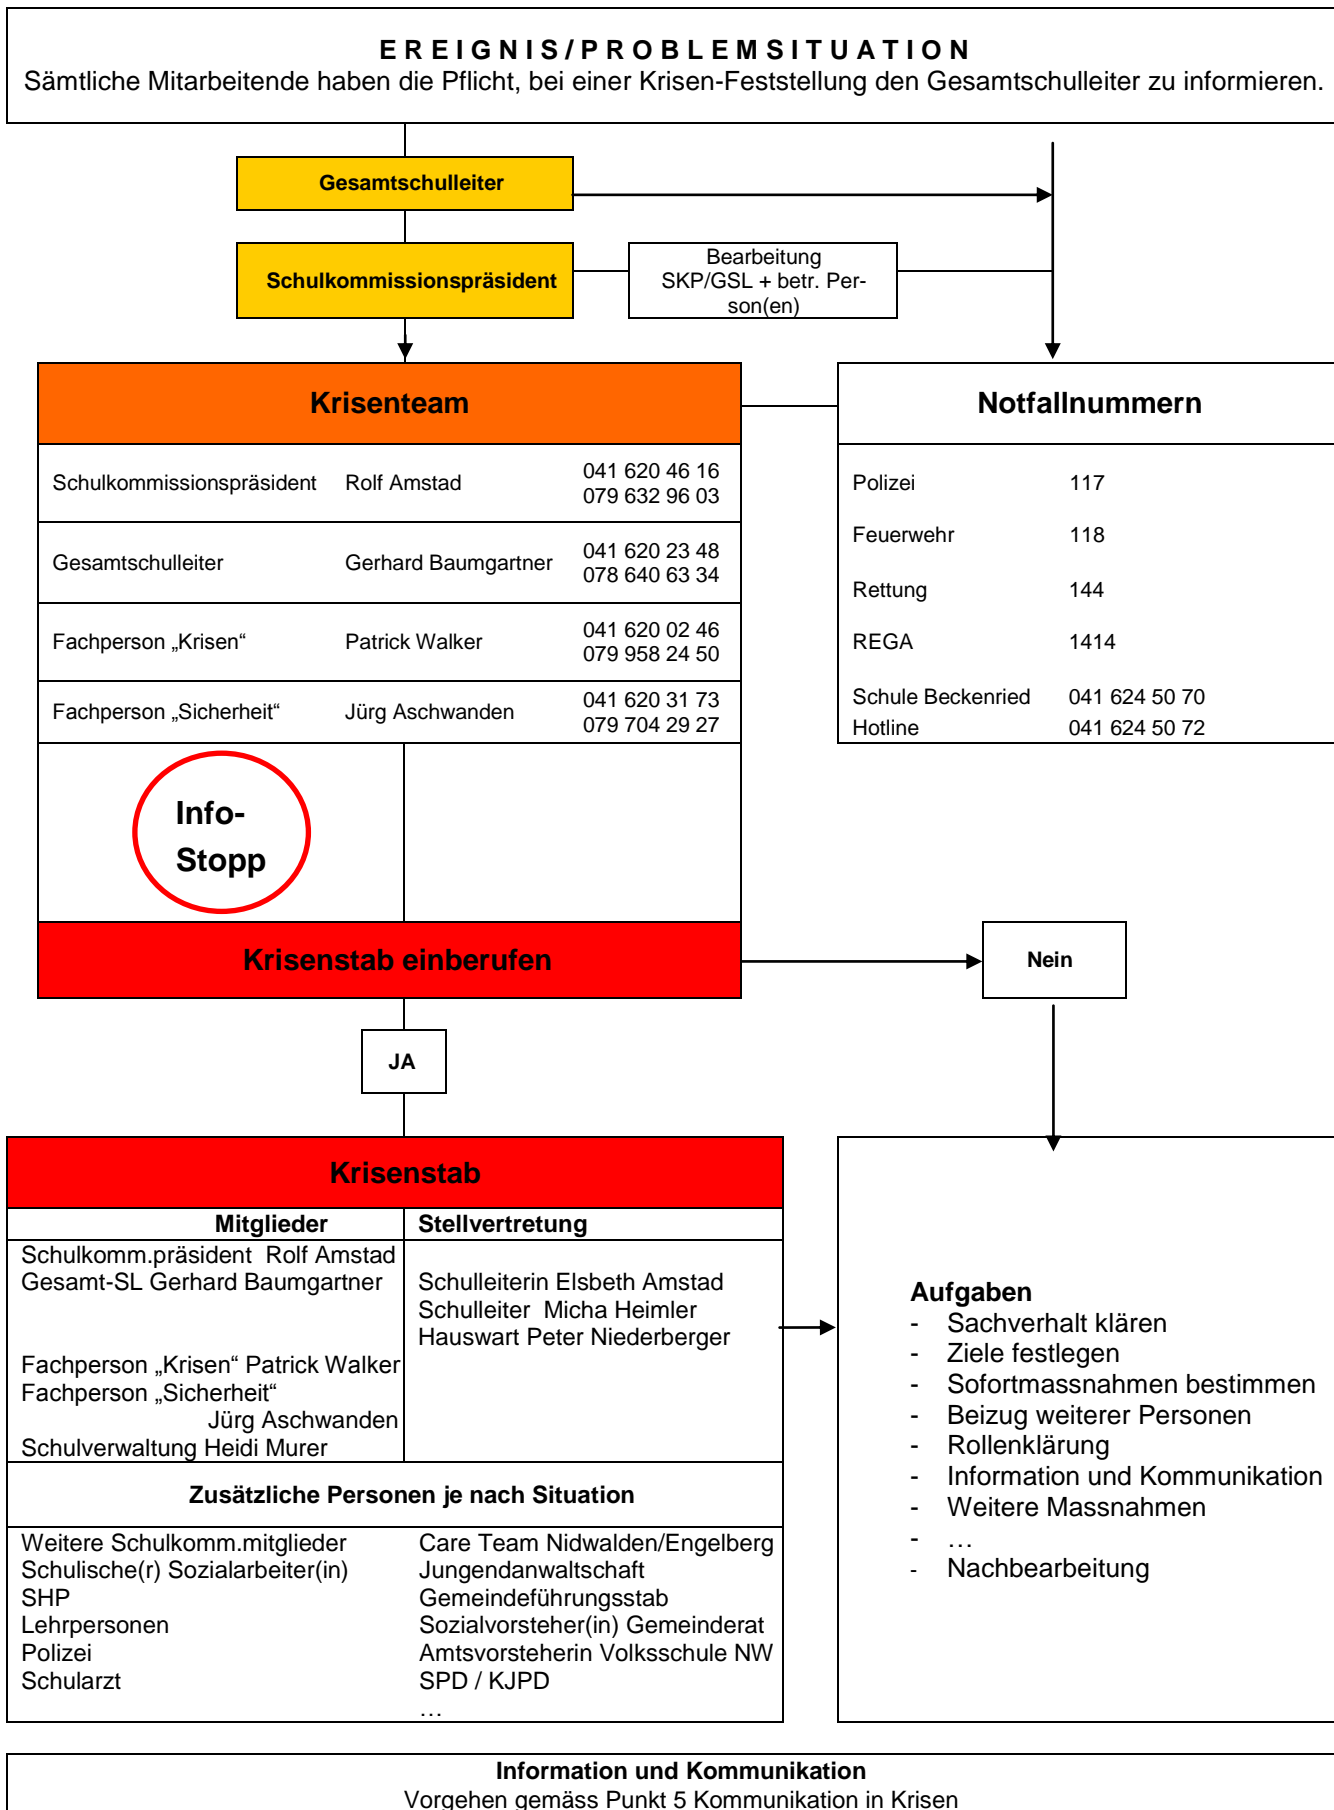 EREIGNIS/PROBLEMSITUATION
Sämtliche Mitarbeitende haben die Pflicht, bei einer Krisen-Feststellung den Gesamtschulleiter zu informieren.
Gesamtschulleiter
Schulkommissionspräsident
Bearbeitung
SKP/GSL + betr. Per-
son(en)
Krisenteam
Schulkommissionspräsident Rolf Amstad 041 620 46 16
079 632 96 03
Gesamtschulleiter Gerhard Baumgartner 041 620 23 48
078 640 63 34
Fachperson „Krisen“ Patrick Walker 041 620 02 46
079 958 24 50
Fachperson „Sicherheit“ Jürg Aschwanden 041 620 31 73
079 704 29 27
Notfallnummern
Polizei 117
Feuerwehr 118
Rettung 144
REGA 1414
Schule Beckenried 041 624 50 70
Hotline 041 624 50 72
Info-
Stopp
Krisenstab einberufen
Nein
JA
Krisenstab
Mitglieder
Schulkomm.präsident Rolf Amstad
Gesamt-SL Gerhard Baumgartner
Fachperson „Krisen“ Patrick Walker
Fachperson „Sicherheit“
Jürg Aschwanden
Schulverwaltung Heidi Murer
Stellvertretung
Schulleiterin Elsbeth Amstad
Schulleiter Micha Heimler
Hauswart Peter Niederberger
Zusätzliche Personen je nach Situation
Weitere Schulkomm.mitglieder
Schulische(r) Sozialarbeiter(in)
SHP
Lehrpersonen
Polizei
Schularzt
Care Team Nidwalden/Engelberg
Jungendanwaltschaft
Gemeindeführungsstab
Sozialvorsteher(in) Gemeinderat
Amtsvorsteherin Volksschule NW
SPD / KJPD
…
Aufgaben
- Sachverhalt klären
- Ziele festlegen
- Sofortmassnahmen bestimmen
- Beizug weiterer Personen
- Rollenklärung
- Information und Kommunikation
- Weitere Massnahmen
- …
- Nachbearbeitung
Information und Kommunikation
Vorgehen gemäss Punkt 5 Kommunikation in Krisen